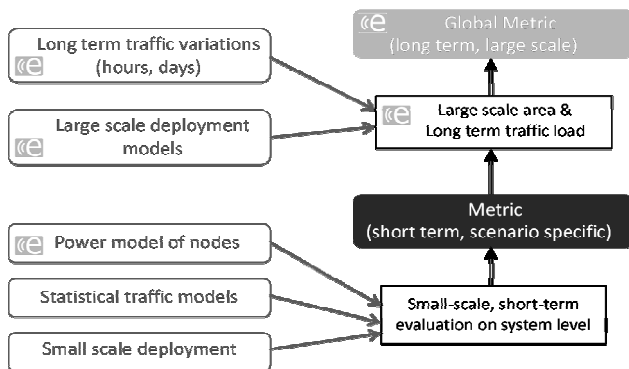 Long term traffic variations
(hours, days)
Large scale deployment
models
Power model of nodes
Statistical traffic models
Small scale deployment
e Global Metric
(long term, large scale)
Large scale area &
Long term traffic load
Metric
(short term, scenario specific)
Small-scale, short-term
evaluation on system level